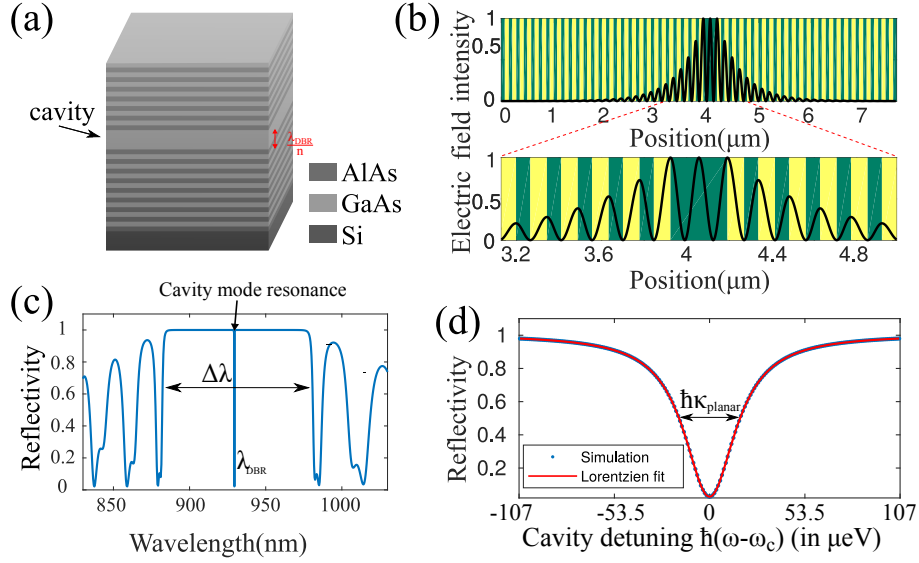 (a)
cavity
λDBR
n
AlAs
GaAs
Si
(b)
Electric field intensity
1
0.5
0
0 1 2 3 4 5 6 7
Position(μm)
1
0.5
0
3.2 3.6 4 4.4 4.8
Position(μm)
(c)
Cavity mode resonance
Reflectivity
1
0.8
0.6
0.4
0.2
0
Δλ
λDBR
850 900 950 1000
Wavelength(nm)
(d)
Reflectivity
1
0.8
0.6
0.4
0.2
ħκplanar
Simulation
Lorentzien fit
-107 -53.5 0 53.5 107
Cavity detuning ħ(ω-ωc) (in μeV)